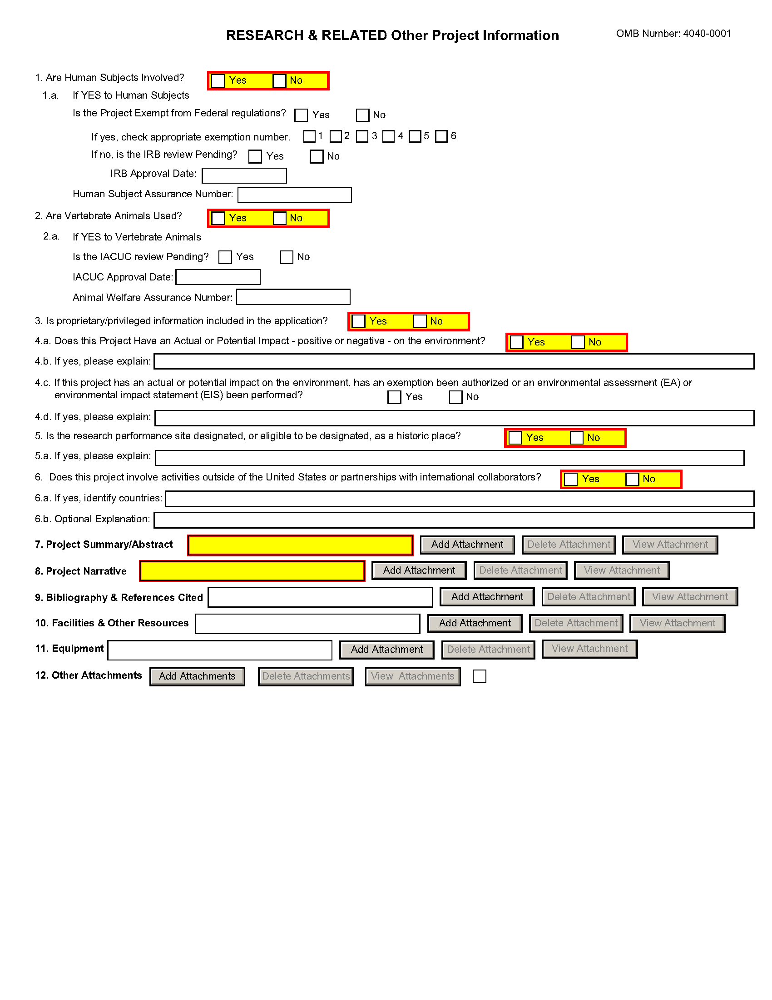 RESEARCH & RELATED Other Project Information
OMB Number: 4040-0001
1. Are Human Subjects Involved? Yes No
1.a. If YES to Human Subjects
Is the Project Exempt from Federal regulations? Yes No
If yes, check appropriate exemption number. 1 2 3 4 5 6
If no, is the IRB review Pending? Yes No
IRB Approval Date:
Human Subject Assurance Number:
2. Are Vertebrate Animals Used? Yes No
2.a. If YES to Vertebrate Animals
Is the IACUC review Pending? Yes No
IACUC Approval Date:
Animal Welfare Assurance Number:
3. Is proprietary/privileged information included in the application? Yes No
4.a. Does this Project Have an Actual or Potential Impact - positive or negative - on the environment? Yes No
4.b. If yes, please explain:
4.c. If this project has an actual or potential impact on the environment, has an exemption been authorized or an environmental assessment (EA) or
environmental impact statement (EIS) been performed? Yes No
4.d. If yes, please explain:
5. Is the research performance site designated, or eligible to be designated, as a historic place? Yes No
5.a. If yes, please explain:
6. Does this project involve activities outside of the United States or partnerships with international collaborators? Yes No
6.a. If yes, identify countries:
6.b. Optional Explanation:
7. Project Summary/Abstract Add Attachment Delete Attachment View Attachment
8. Project Narrative Add Attachment Delete Attachment View Attachment
9. Bibliography & References Cited Add Attachment Delete Attachment View Attachment
10. Facilities & Other Resources Add Attachment Delete Attachment View Attachment
11. Equipment Add Attachment Delete Attachment View Attachment
12. Other Attachments Add Attachments Delete Attachments View Attachments